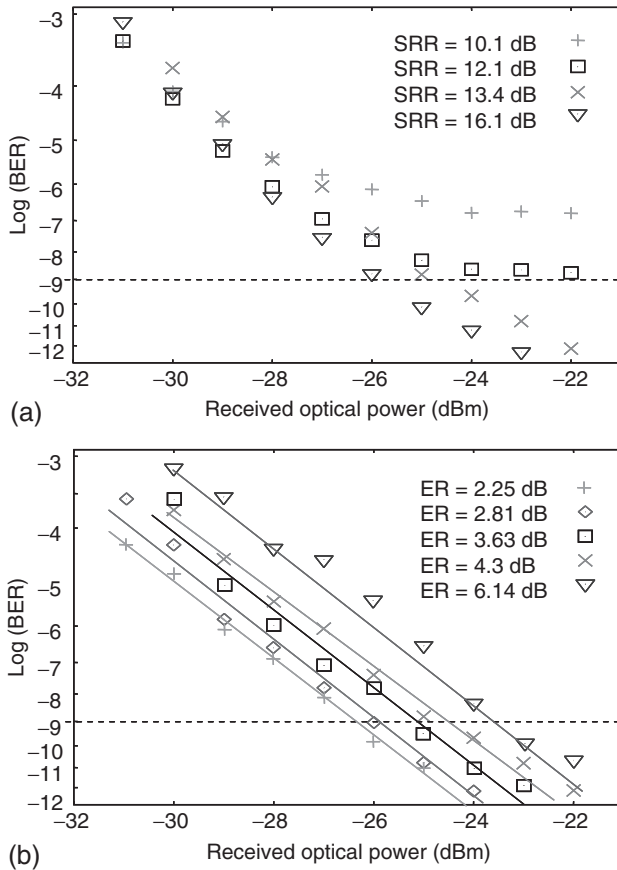 −3
−4
−5
−6
−7
−8
−9
−10
−11
−12
Log (BER)
SRR = 10.1 dB
SRR = 12.1 dB
SRR = 13.4 dB
SRR = 16.1 dB
−32 −30 −28 −26 −24 −22
(a) Received optical power (dBm)
−3
−4
−5
−6
−7
−8
−9
−10
−11
−12
Log (BER)
ER = 2.25 dB
ER = 2.81 dB
ER = 3.63 dB
ER = 4.3 dB
ER = 6.14 dB
−32 −30 −28 −26 −24 −22
(b) Received optical power (dBm)